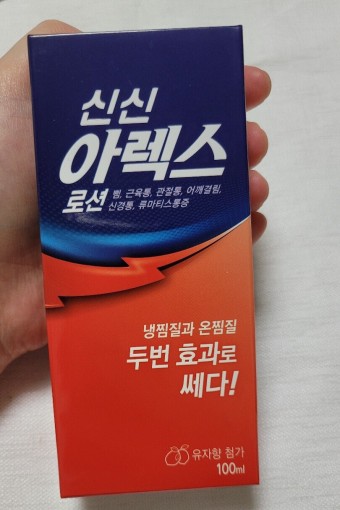 신신
아렉스
로션 삠, 근육통, 관절통, 어깨결림,
신경통, 류마티스통증
냉찜질과 온찜질
두번 효과로
쎄다!
유자향 첨가
100ml